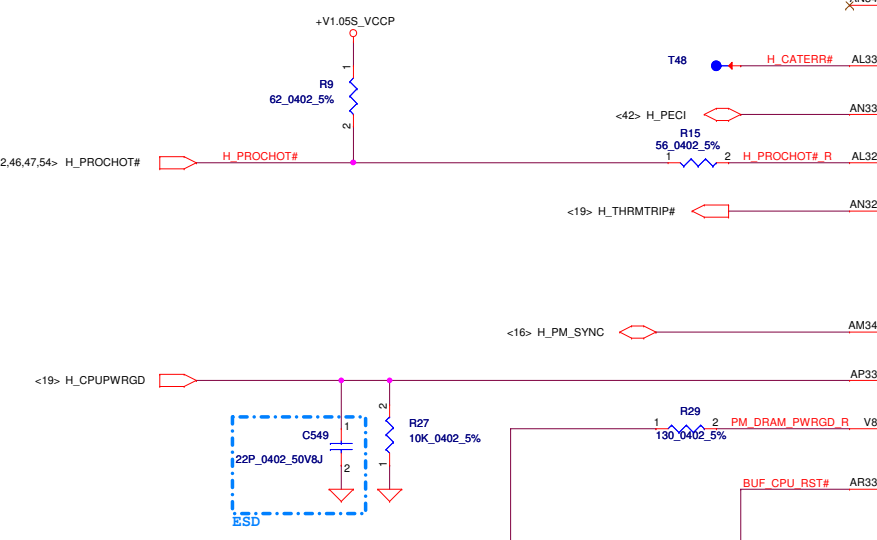 +V1.05S_VCCP
T48
H_CATERR#
AL33
1
R9
62_0402_5%
2
<42> H_PECI
AN33
R15
56_0402_5%
2,46,47,54> H_PROCHOT#
H_PROCHOT#
1
2
H_PROCHOT#_R
AL32
<19> H_THRMTRIP#
AN32
<16> H_PM_SYNC
AM34
<19> H_CPUPWRGD
AP33
2
R27
10K_0402_5%
1
C549
1
22P_0402_50V8J
2
ESD
R29
1
2
130_0402_5%
PM_DRAM_PWRGD_R
V8
BUF_CPU_RST#
AR33